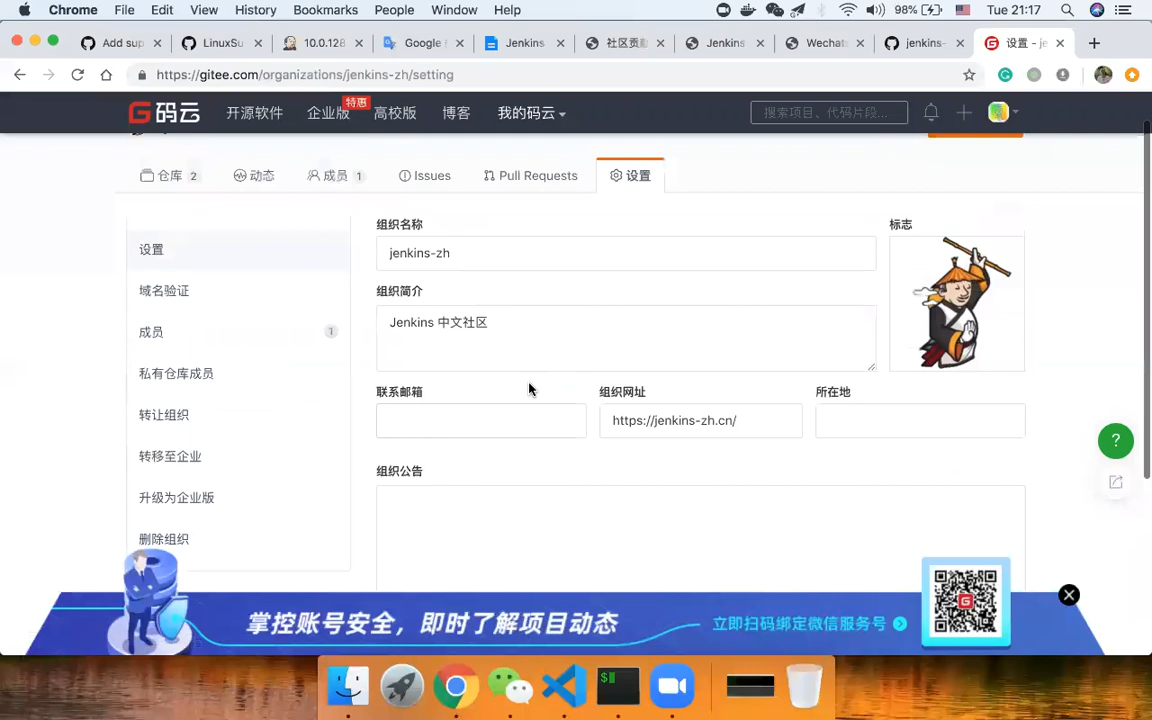 Chrome File Edit View History Bookmarks People Window Help 98% Tue 21:17
Add sup LinuxSu 10.0.128 Google Jenkins 社区贡 Jenkins Wechat jenkins- 设置 - je
https://gitee.com/organizations/jenkins-zh/setting
码云 开源软件 企业版 特惠 高校版 博客 我的码云 搜索项目、代码片段...
仓库 2 动态 成员 1 Issues Pull Requests 设置
设置
域名验证
成员 1
私有仓库成员
转让组织
转移至企业
升级为企业版
删除组织
组织名称
jenkins-zh
标志
组织简介
Jenkins 中文社区
联系邮箱 组织网址 所在地
https://jenkins-zh.cn/
组织公告
?
掌控账号安全，即时了解项目动态 立即扫码绑定微信服务号
$